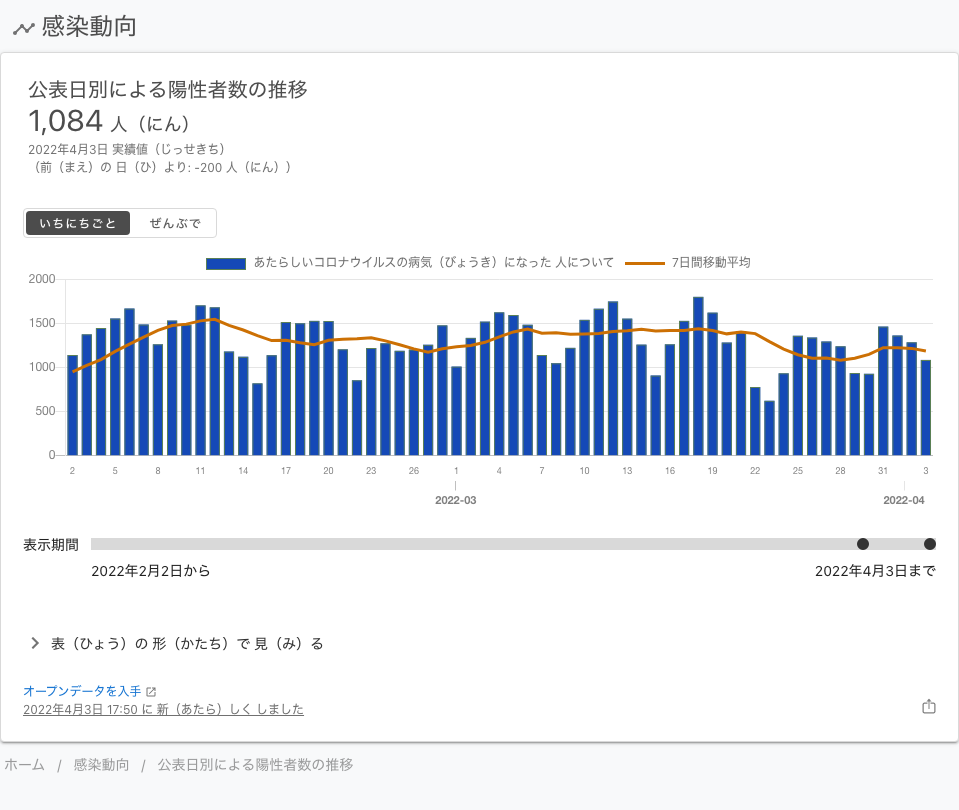 感染動向
公表日別による陽性者数の推移
1,084 人（にん）
2022年4月3日 実績値（じっせきち）
（前（まえ）の 日（ひ）より: -200 人（にん））
いちにちごと ぜんぶで
あたらしいコロナウイルスの病気（びょうき）になった 人について 7日間移動平均
2000
1500
1000
500
0
2 5 8 11 14 17 20 23 26 1 4 7 10 13 16 19 22 25 28 31 3
2022-03 2022-04
表示期間
2022年2月2日から 2022年4月3日まで
表（ひょう）の 形（かたち）で 見（み）る
オープンデータを入手
2022年4月3日 17:50 に 新（あたら）しく しました
ホーム / 感染動向 / 公表日別による陽性者数の推移